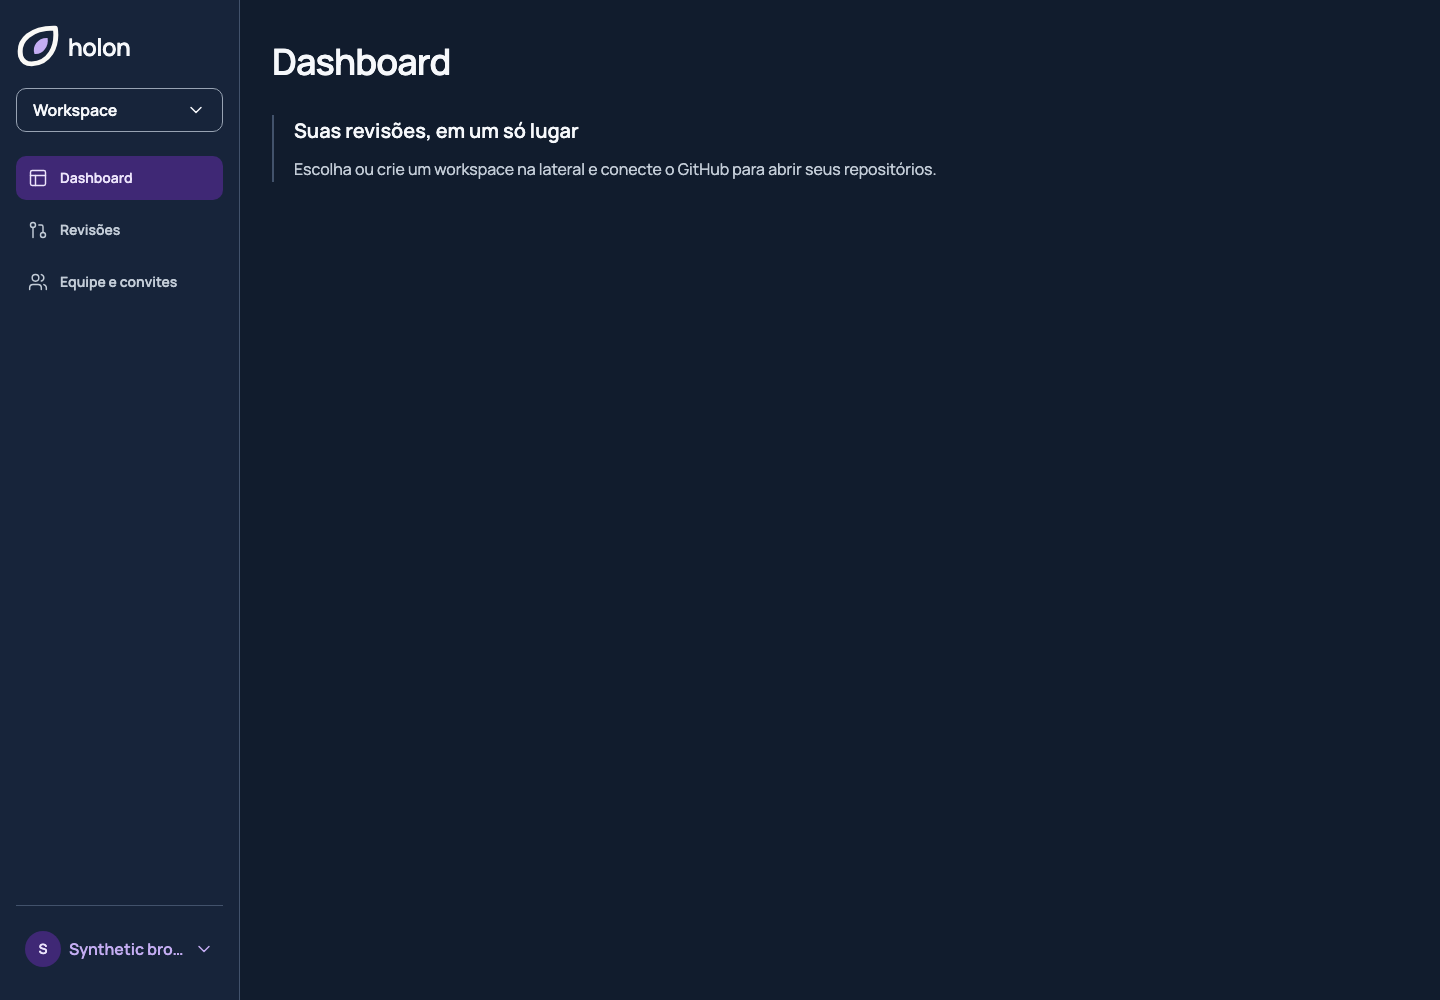 holon
Workspace
Dashboard
Revisões
Equipe e convites
S
Synthetic bro...
Dashboard
Suas revisões, em um só lugar
Escolha ou crie um workspace na lateral e conecte o GitHub para abrir seus repositórios.